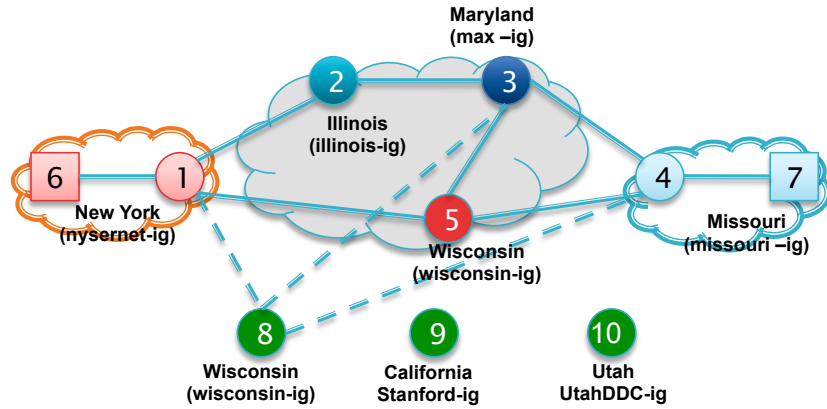 Maryland
(max –ig)
2
3
Illinois
(illinois-ig)
6
1
4
7
New York
(nysernet-ig)
5
Missouri
(missouri –ig)
Wisconsin
(wisconsin-ig)
8
9
10
Wisconsin
(wisconsin-ig)
California
Stanford-ig
Utah
UtahDDC-ig